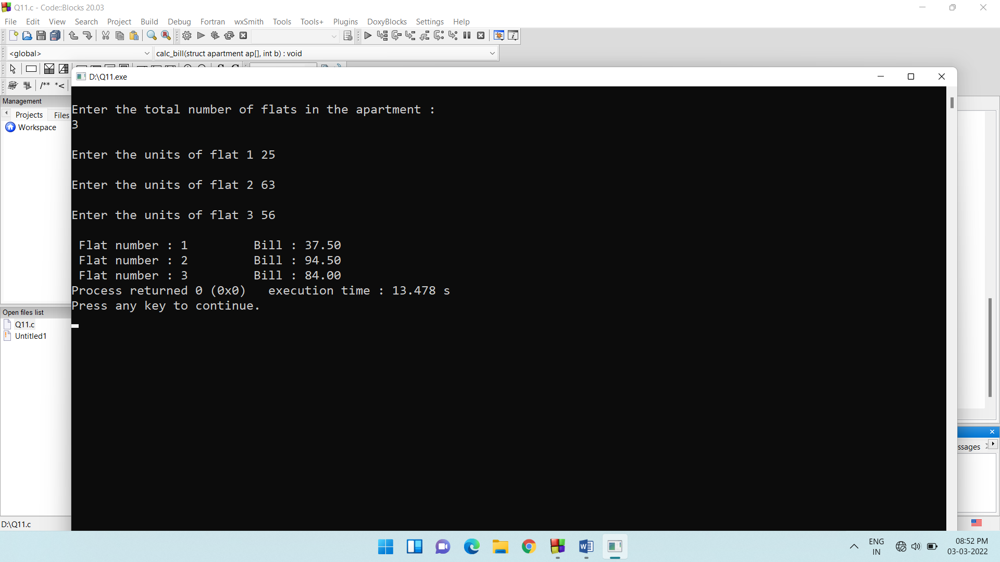 Q11.c - Code::Blocks 20.03
File Edit View Search Project Build Debug Fortran wxSmith Tools Tools+ Plugins DoxyBlocks Settings Help
<global> calc_bill(struct apartment ap[], int b) : void
/** *<
D:\Q11.exe
Management
Projects Files
Workspace
Enter the total number of flats in the apartment :
3
Enter the units of flat 1 25
Enter the units of flat 2 63
Enter the units of flat 3 56
Flat number : 1 Bill : 37.50
Flat number : 2 Bill : 94.50
Flat number : 3 Bill : 84.00
Process returned 0 (0x0) execution time : 13.478 s
Press any key to continue.
Open files list
Q11.c
Untitled1
ssages
D:\Q11.c
ENG
IN
08:52 PM
03-03-2022